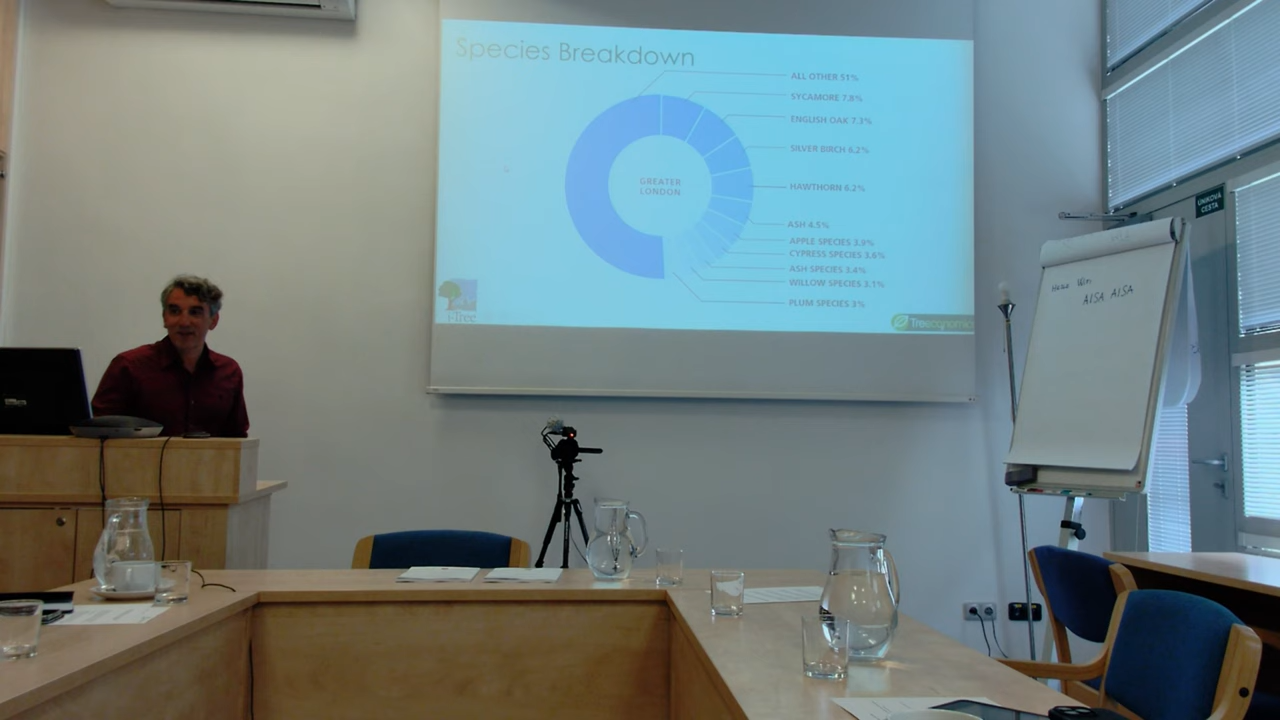 Species Breakdown
ALL OTHER 51%
SYCAMORE 7.8%
ENGLISH OAK 7.3%
SILVER BIRCH 6.2%
HAWTHORN 6.2%
ASH 4.5%
APPLE SPECIES 3.9%
CYPRESS SPECIES 3.6%
ASH SPECIES 3.4%
WILLOW SPECIES 3.1%
PLUM SPECIES 3%
GREATER
LONDON
i-Tree
Treeconomic
ÚNIKOVÁ
CESTA
AISA AISA